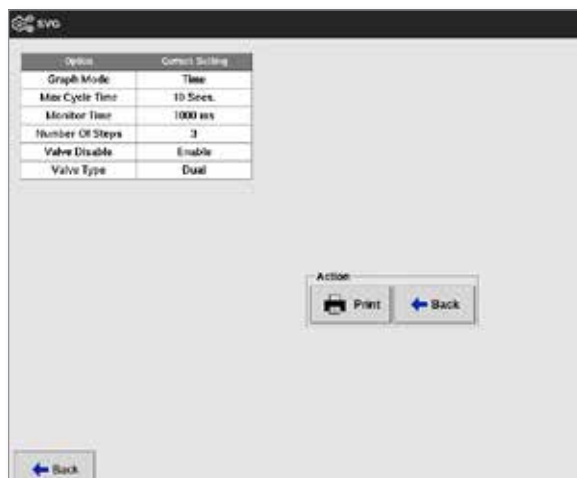 SVG
Option Current Setting
Graph Mode Time
Max Cycle Time 10 Secs.
Monitor Time 1000 ms
Number Of Steps 3
Valve Disable Enable
Valve Type Dual
Action
Print Back
Back